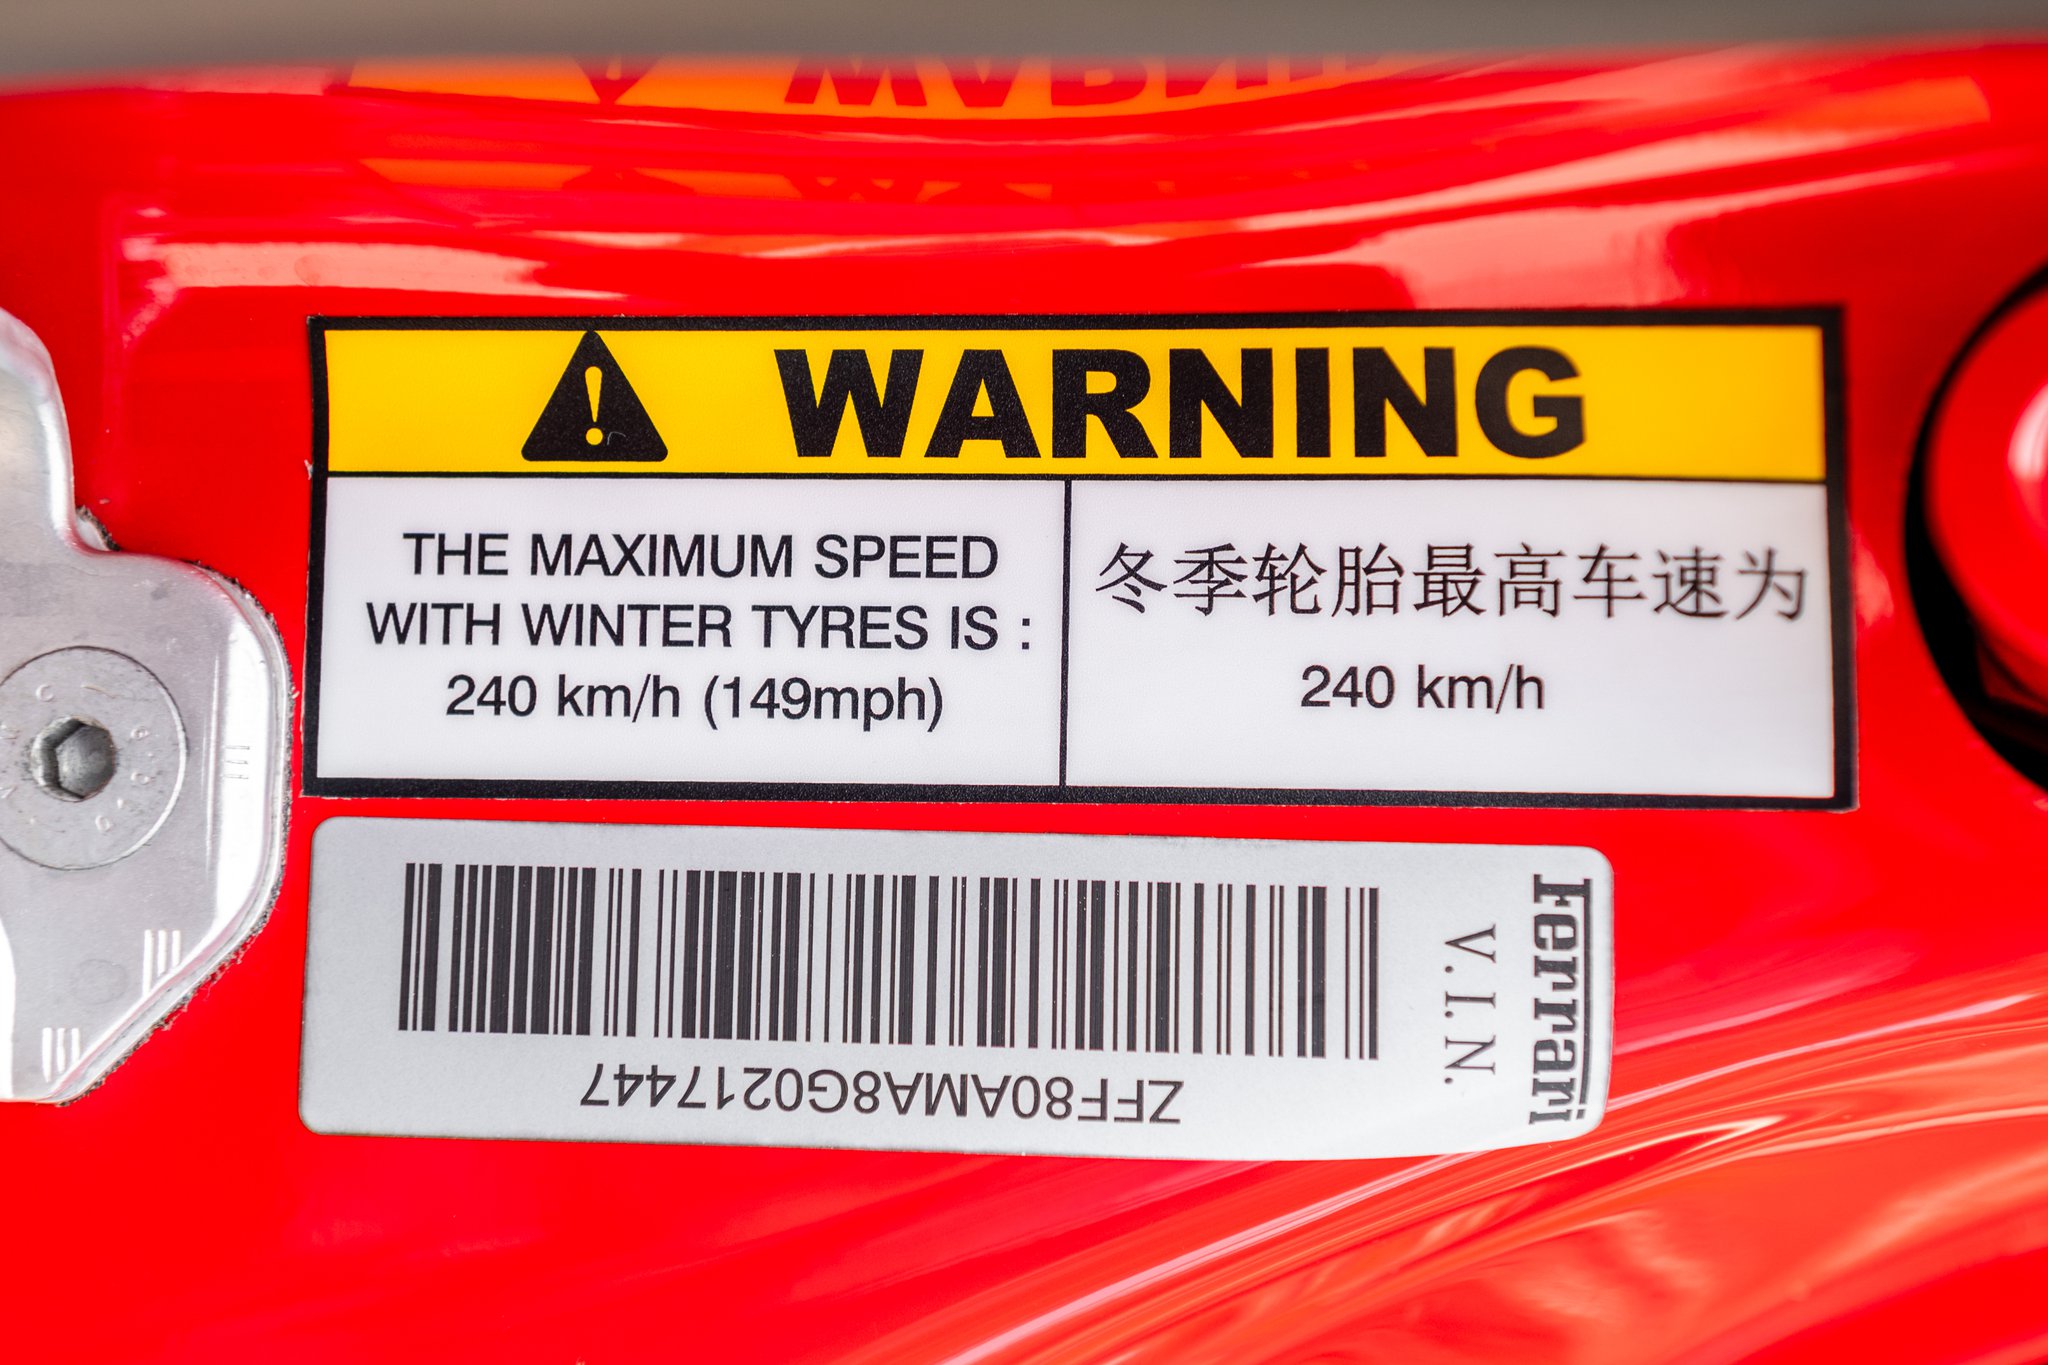 WARNING
THE MAXIMUM SPEED
WITH WINTER TYRES IS :
240 km/h (149mph)
冬季轮胎最高车速为
240 km/h
Ferrari
V.I.N.
ZFF80AMA8G0217447